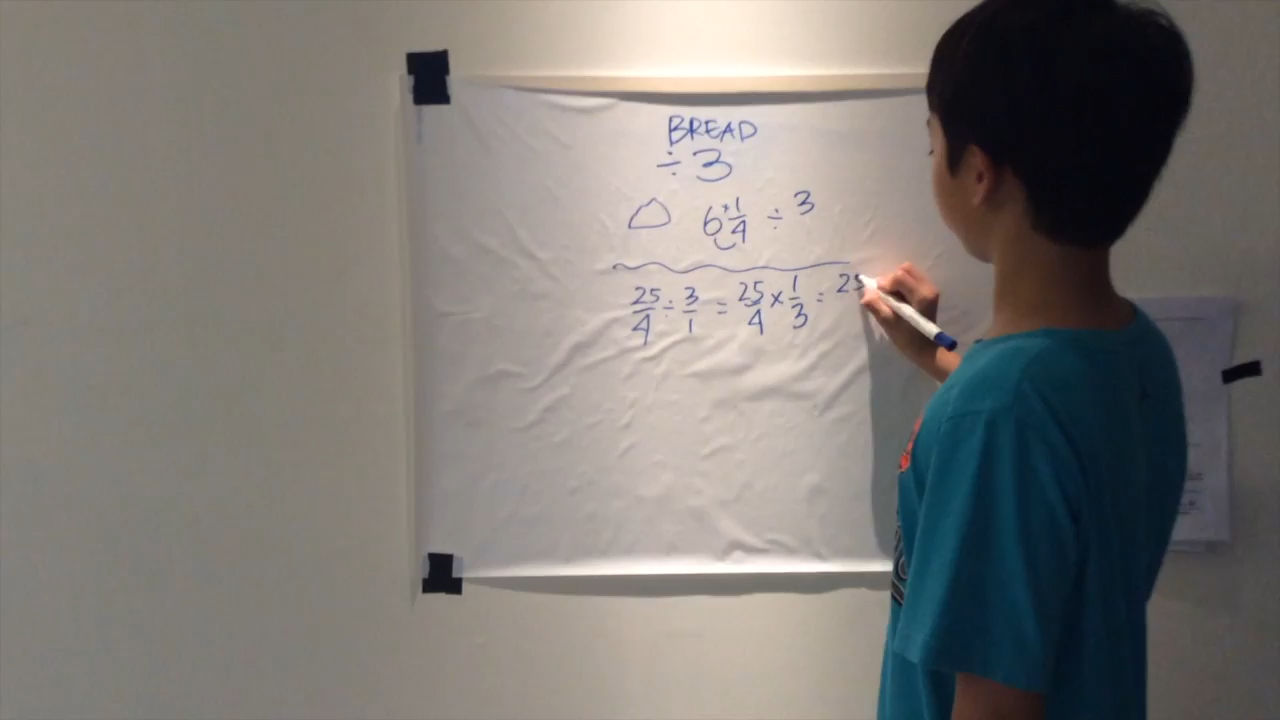 BREAD
÷ 3
6 + 1/4 ÷ 3
25/4 ÷ 3/1 = 25/4 × 1/3 = 25